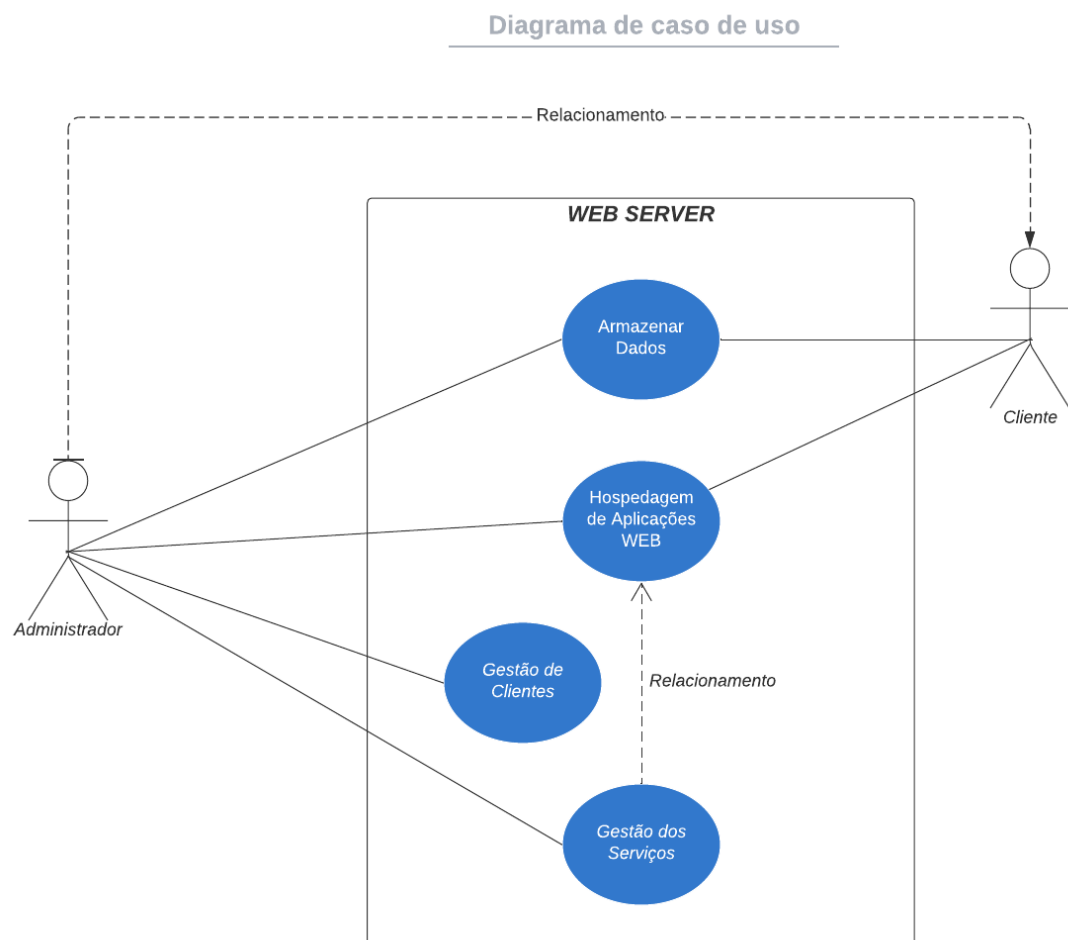 Diagrama de caso de uso
Relacionamento
WEB SERVER
Armazenar
Dados
Cliente
Hospedagem
de Aplicações
WEB
Administrador
Gestão de
Clientes
Relacionamento
Gestão dos
Serviços